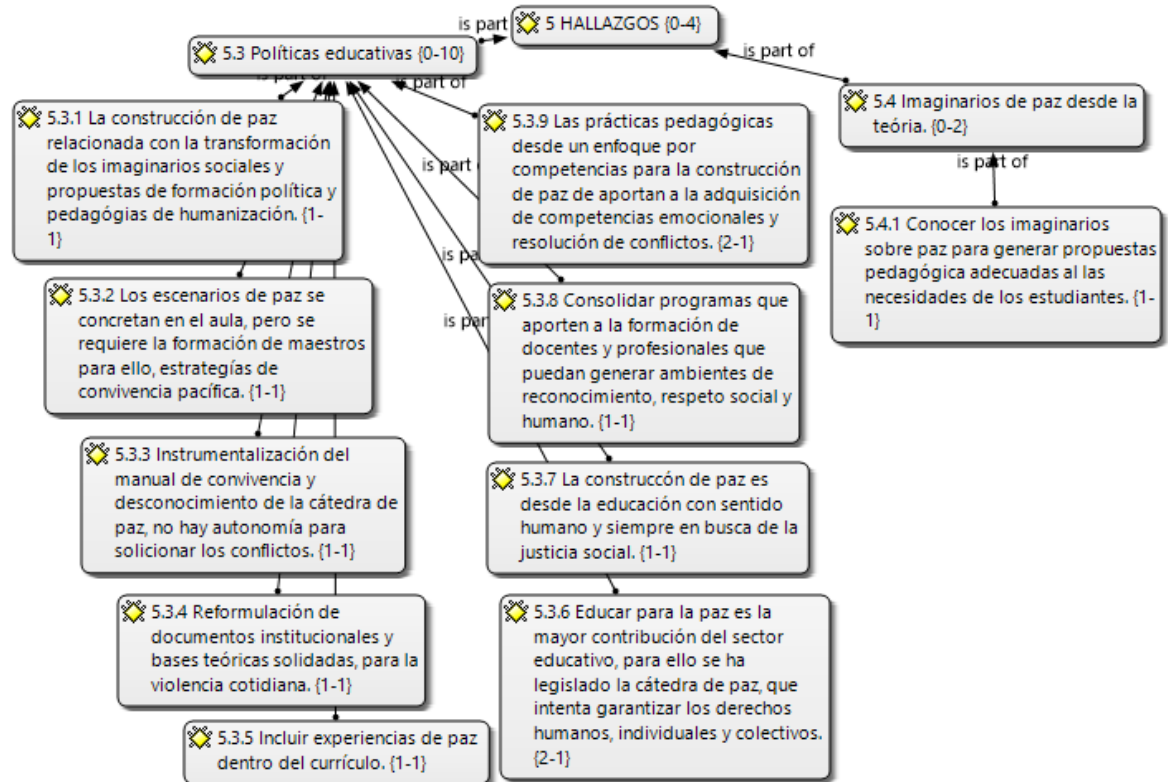 is part
5 HALLAZGOS {0-4}
5.3 Políticas educativas {0-10}
is part of
is part of
is part of
5.3.1 La construcción de paz
relacionada con la transformación
de los imaginarios sociales y
propuestas de formación política y
pedagógias de humanización. {1-
1}
5.3.9 Las prácticas pedagógicas
desde un enfoque por
competencias para la construcción
de paz de aportan a la adquisición
de competencias emocionales y
resolución de conflictos. {2-1}
5.4 Imaginarios de paz desde la
teória. {0-2}
is part of
is part
5.4.1 Conocer los imaginarios
sobre paz para generar propuestas
pedagógica adecuadas al las
necesidades de los estudiantes. {1-
1}
5.3.2 Los escenarios de paz se
concretan en el aula, pero se
requiere la formación de maestros
para ello, estrategías de
convivencia pacífica. {1-1}
is pa
is part
5.3.8 Consolidar programas que
aporten a la formación de
docentes y profesionales que
puedan generar ambientes de
reconocimiento, respeto social y
humano. {1-1}
5.3.3 Instrumentalización del
manual de convivencia y
desconocimiento de la cátedra de
paz, no hay autonomía para
solicionar los conflictos. {1-1}
5.3.7 La construccón de paz es
desde la educación con sentido
humano y siempre en busca de la
justicia social. {1-1}
5.3.4 Reformulación de
documentos institucionales y
bases teóricas solidadas, para la
violencia cotidiana. {1-1}
5.3.6 Educar para la paz es la
mayor contribución del sector
educativo, para ello se ha
legislado la cátedra de paz, que
intenta garantizar los derechos
humanos, individuales y colectivos.
{2-1}
5.3.5 Incluir experiencias de paz
dentro del currículo. {1-1}